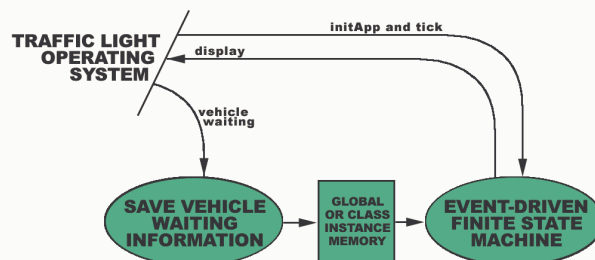 initApp and tick
TRAFFIC LIGHT
OPERATING
SYSTEM
display
vehicle
waiting
SAVE VEHICLE
WAITING
INFORMATION
GLOBAL
OR CLASS
INSTANCE
MEMORY
EVENT-DRIVEN
FINITE STATE
MACHINE